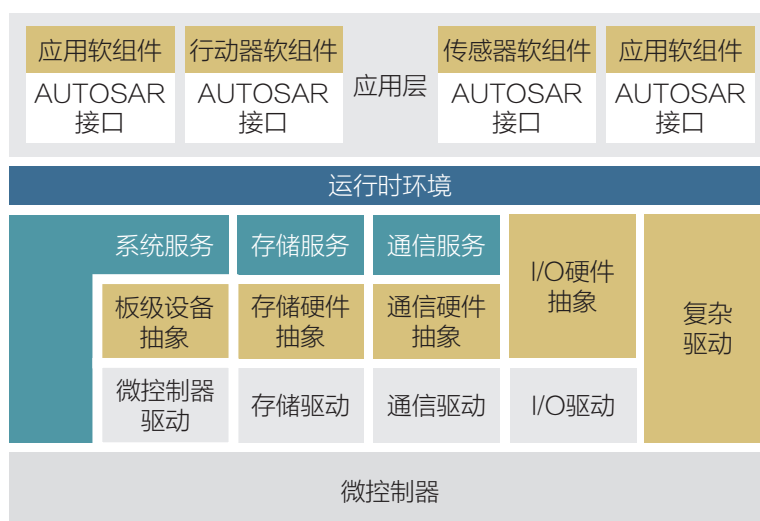 应用软组件
行动器软组件
传感器软组件
应用软组件
AUTOSAR
接口
AUTOSAR
接口
应用层
AUTOSAR
接口
AUTOSAR
接口
运行时环境
系统服务
存储服务
通信服务
I/O硬件
抽象
复杂
驱动
板级设备
抽象
存储硬件
抽象
通信硬件
抽象
微控制器
驱动
存储驱动
通信驱动
I/O驱动
微控制器